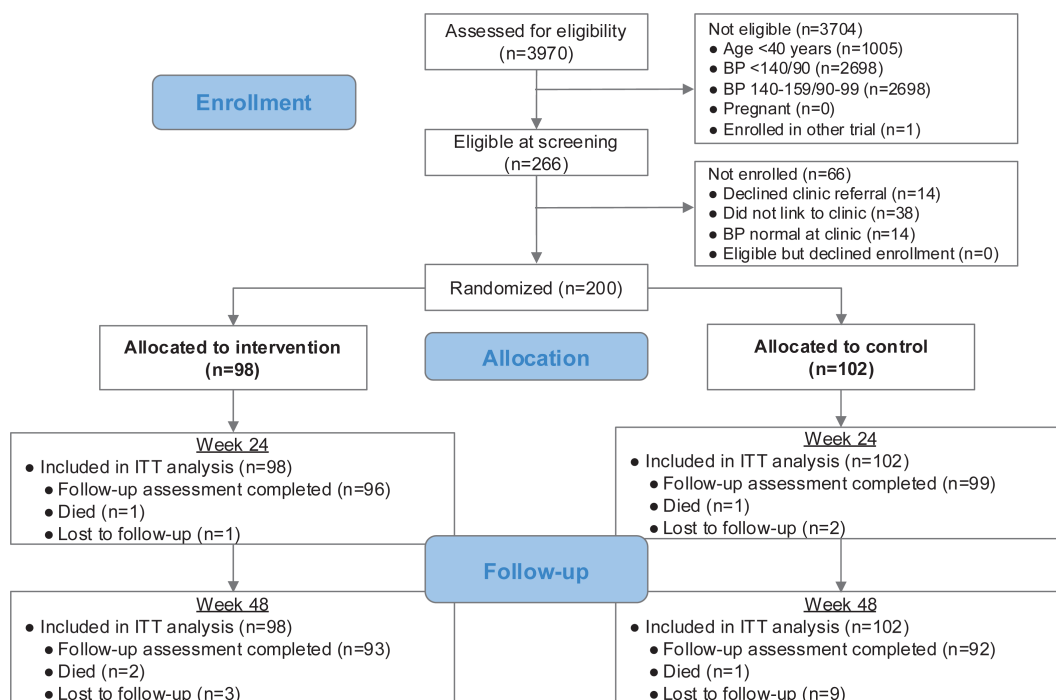 Assessed for eligibility
(n=3970)
Not eligible (n=3704)
● Age <40 years (n=1005)
● BP <140/90 (n=2698)
● BP 140-159/90-99 (n=2698)
● Pregnant (n=0)
● Enrolled in other trial (n=1)
Enrollment
Eligible at screening
(n=266)
Not enrolled (n=66)
● Declined clinic referral (n=14)
● Did not link to clinic (n=38)
● BP normal at clinic (n=14)
● Eligible but declined enrollment (n=0)
Randomized (n=200)
Allocated to intervention
(n=98)
Allocation
Allocated to control
(n=102)
Week 24
● Included in ITT analysis (n=98)
● Follow-up assessment completed (n=96)
● Died (n=1)
● Lost to follow-up (n=1)
Week 24
● Included in ITT analysis (n=102)
● Follow-up assessment completed (n=99)
● Died (n=1)
● Lost to follow-up (n=2)
Follow-up
Week 48
● Included in ITT analysis (n=98)
● Follow-up assessment completed (n=93)
● Died (n=2)
● Lost to follow-up (n=3)
Week 48
● Included in ITT analysis (n=102)
● Follow-up assessment completed (n=92)
● Died (n=1)
● Lost to follow-up (n=9)